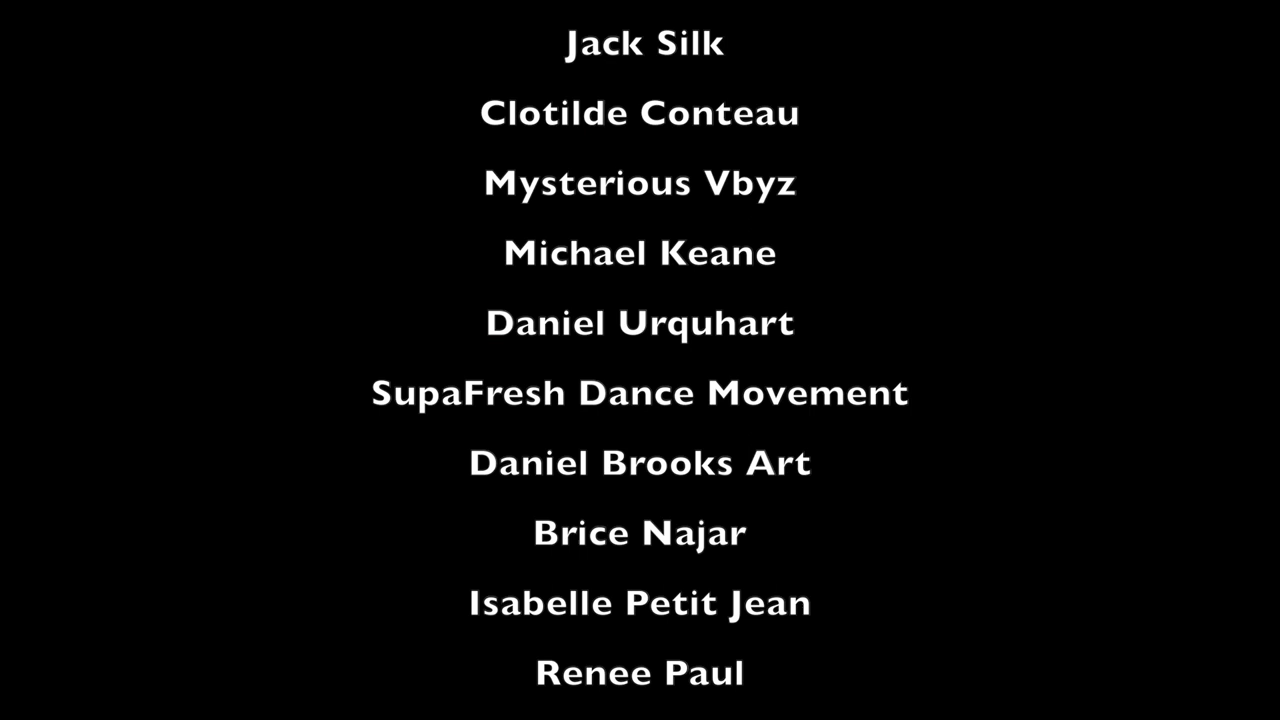 Jack Silk
Clotilde Conteau
Mysterious Vbyz
Michael Keane
Daniel Urquhart
SupaFresh Dance Movement
Daniel Brooks Art
Brice Najar
Isabelle Petit Jean
Renee Paul